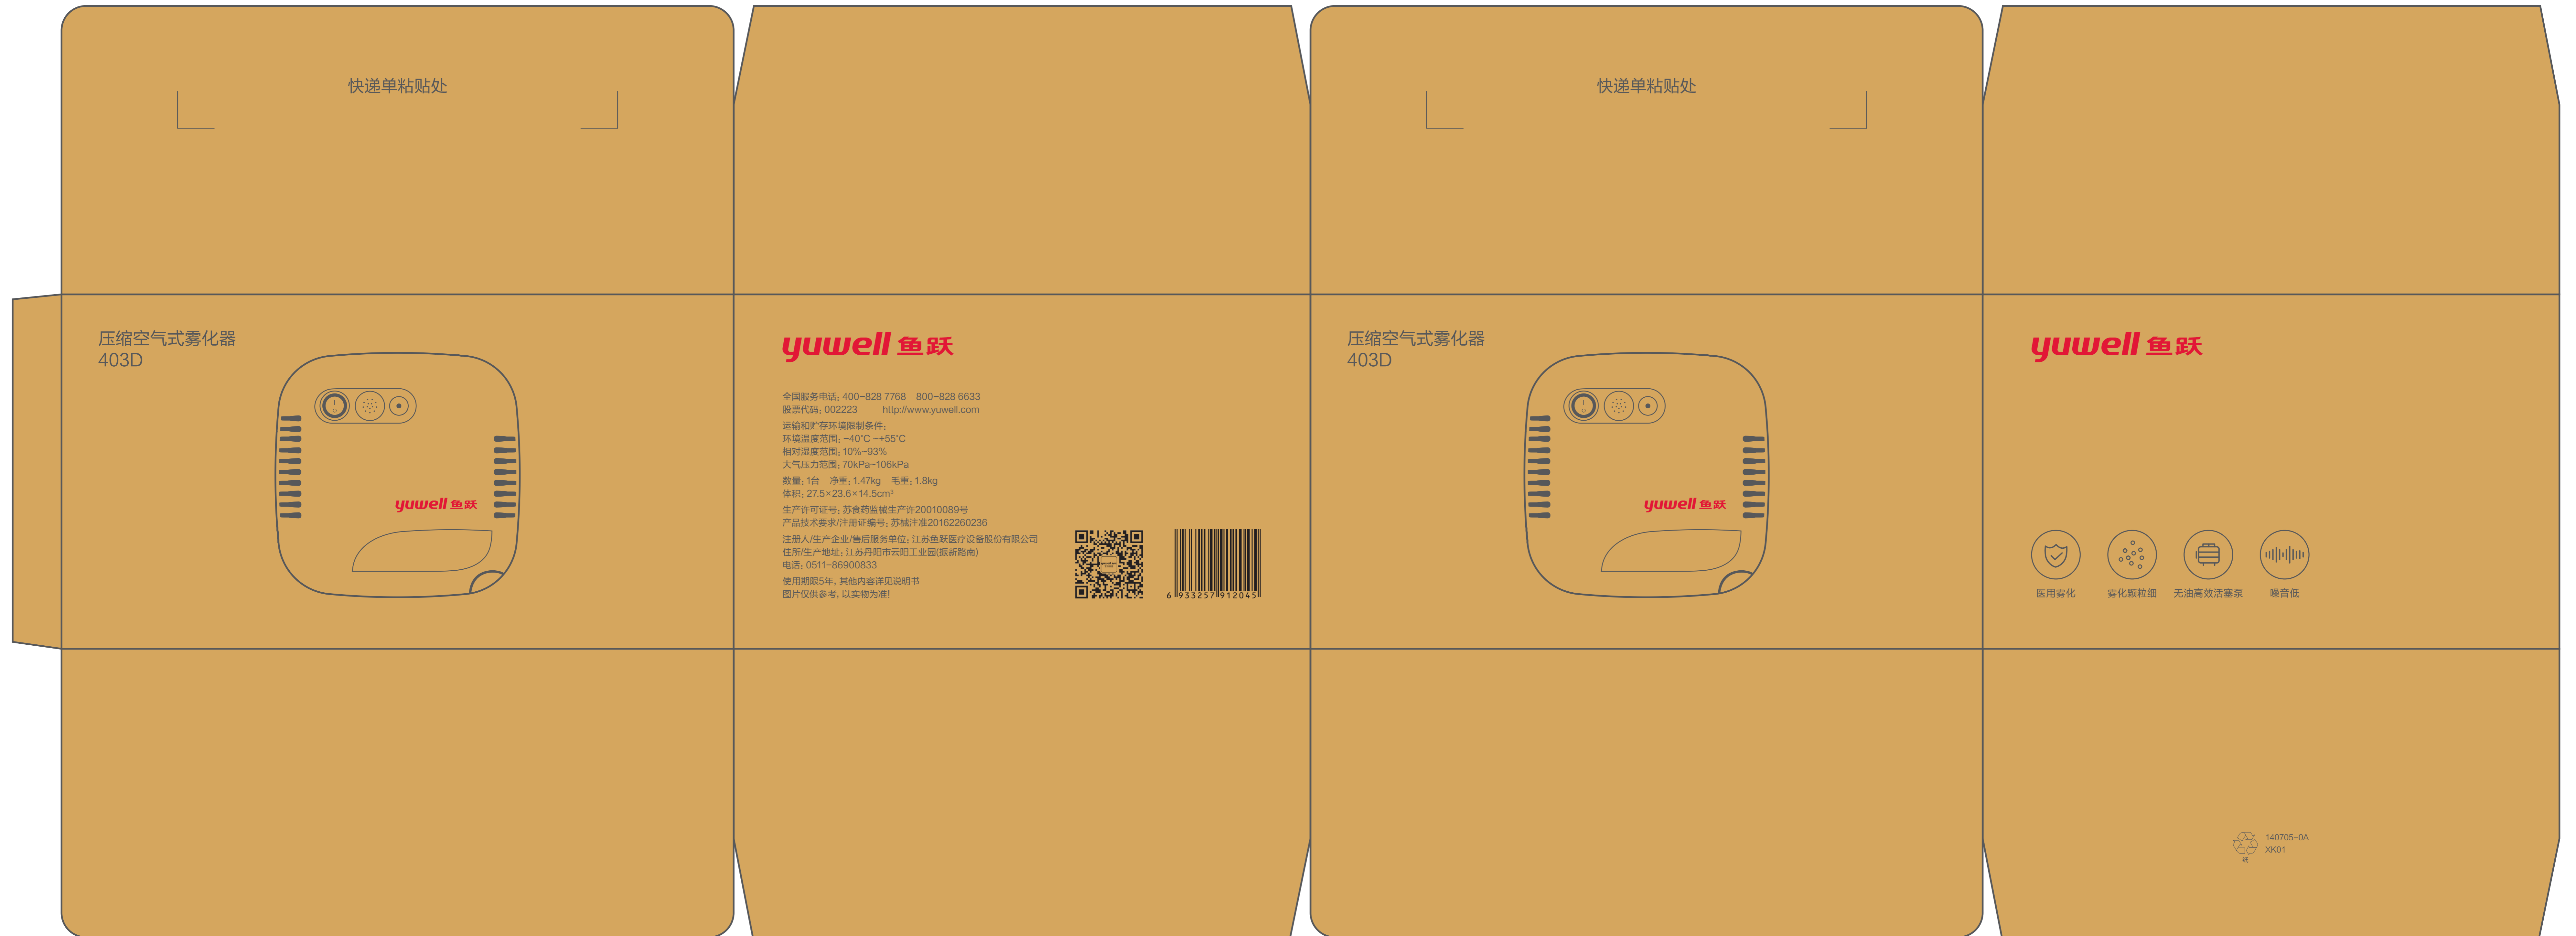 快递单粘贴处
快递单粘贴处
压缩空气式雾化器
403D
yuwell 鱼跃
yuwell 鱼跃
全国服务电话：400-828 7768 800-828 6633
股票代码：002223 http://www.yuwell.com
运输和贮存环境限制条件：
环境温度范围：-40°C ~+55°C
相对湿度范围：10%~93%
大气压力范围：70kPa~106kPa
数量：1台 净重：1.47kg 毛重：1.8kg
体积：27.5×23.6×14.5cm³
生产许可证号：苏食药监械生产许20010089号
产品技术要求/注册证编号：苏械注准20162260236
注册人/生产企业/售后服务单位：江苏鱼跃医疗设备股份有限公司
住所/生产地址：江苏丹阳市云阳工业园(振新路南)
电话：0511-86900833
使用期限5年，其他内容详见说明书
图片仅供参考，以实物为准！
6 933257 912045
压缩空气式雾化器
403D
yuwell 鱼跃
yuwell 鱼跃
医用雾化 雾化颗粒细 无油高效活塞泵 噪音低
140705-0A
XK01
纸